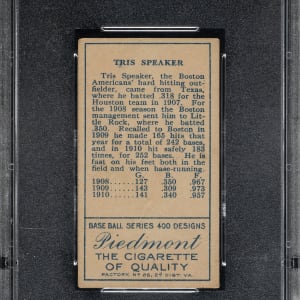 TRIS SPEAKER
Tris Speaker, the Boston
Americans' hard hitting out-
fielder, came from Texas,
where he batted .318 for the
Houston team in 1907. For
the 1908 season the Boston
management sent him to Lit-
tle Rock, where he batted
.350. Recalled to Boston in
1909 he made 165 hits that
year for a total of 242 bases,
and in 1910 hit safely 183
times, for 252 bases. He is
fast on his feet both in the
field and when base-running.
G. B. F.
1908 127 .350 .967
1909 143 .309 .973
1910 141 .340 .957
BASE BALL SERIES 400 DESIGNS
Piedmont
THE CIGARETTE
OF QUALITY
FACTORY No 25, 2d DIST. VA.